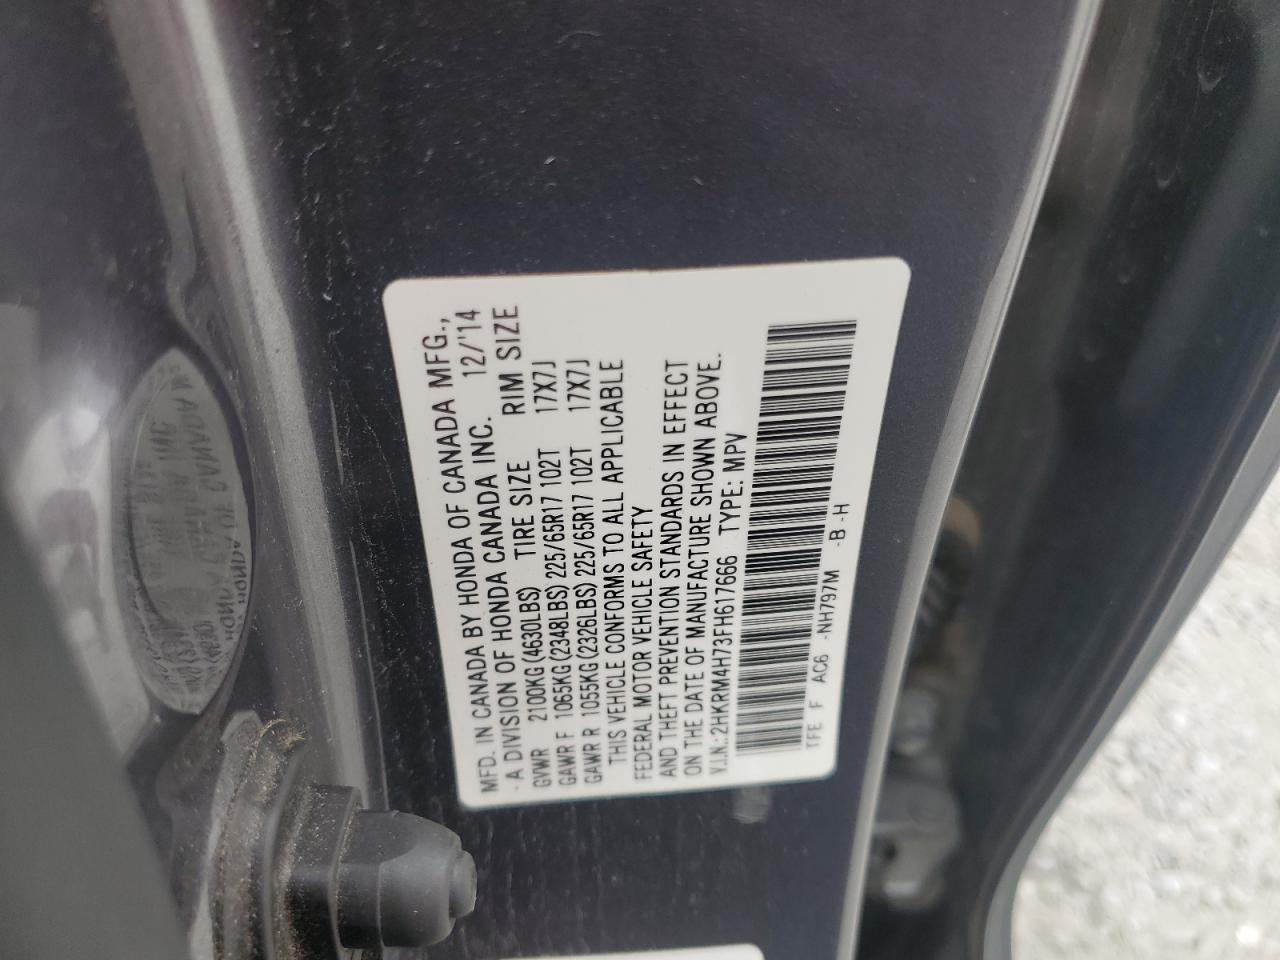 MFD. IN CANADA BY HONDA OF CANADA MFG.,
- A DIVISION OF HONDA CANADA INC. 12/'14
GVWR 2100KG (4630LBS) TIRE SIZE RIM SIZE
GAWR F 1065KG (2348LBS) 225/65R17 102T 17X7J
GAWR R 1055KG (2326LBS) 225/65R17 102T 17X7J
THIS VEHICLE CONFORMS TO ALL APPLICABLE
FEDERAL MOTOR VEHICLE SAFETY
AND THEFT PREVENTION STANDARDS IN EFFECT
ON THE DATE OF MANUFACTURE SHOWN ABOVE.
V.I.N.: 2HKRM4H73FH617666 TYPE: MPV
TFE F AC6 -NH797M -B -H